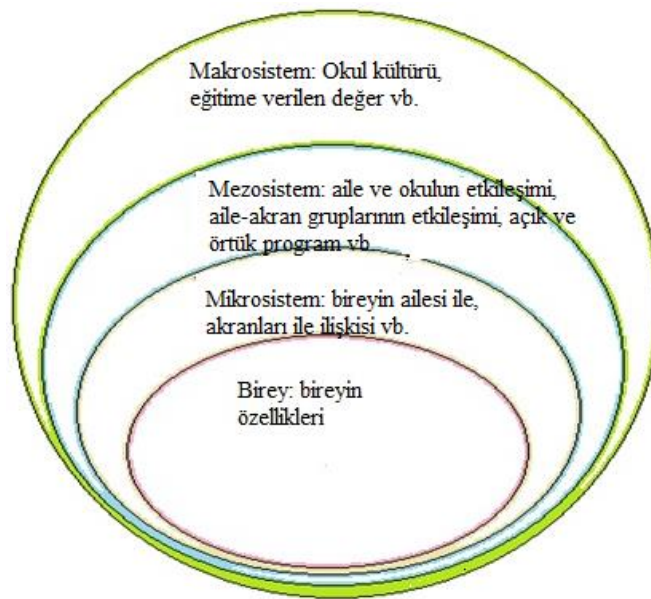 Makrosistem: Okul kültürü,
eğitime verilen değer vb.
Mezosistem: aile ve okulun etkileşimi,
aile-akran gruplarının etkileşimi, açık ve
örtük program vb.
Mikrosistem: bireyin ailesi ile,
akranları ile ilişkisi vb.
Birey: bireyin
özellikleri